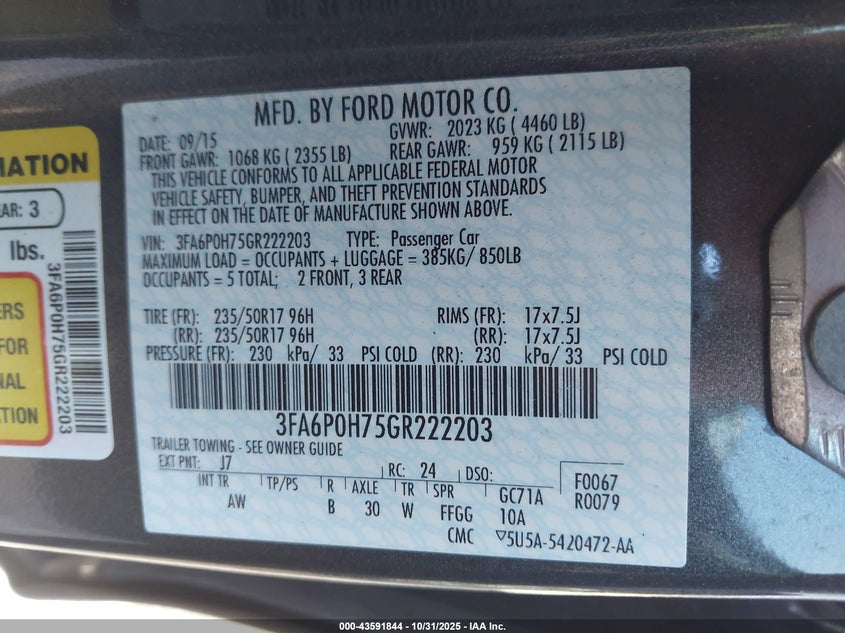 MFD. BY FORD MOTOR CO.
DATE: 09/15
GVWR: 2023 KG ( 4460 LB)
FRONT GAWR: 1068 KG ( 2355 LB)
REAR GAWR: 959 KG ( 2115 LB)
THIS VEHICLE CONFORMS TO ALL APPLICABLE FEDERAL MOTOR
VEHICLE SAFETY, BUMPER, AND THEFT PREVENTION STANDARDS
IN EFFECT ON THE DATE OF MANUFACTURE SHOWN ABOVE.
VIN: 3FA6P0H75GR222203 TYPE: Passenger Car
MAXIMUM LOAD = OCCUPANTS + LUGGAGE = 385KG/ 850LB
OCCUPANTS = 5 TOTAL; 2 FRONT, 3 REAR
TIRE (FR): 235/50R17 96H RIMS (FR): 17x7.5J
(RR): 235/50R17 96H (RR): 17x7.5J
PRESSURE (FR): 230 kPa/ 33 PSI COLD (RR): 230 kPa/ 33 PSI COLD
3FA6P0H75GR222203
TRAILER TOWING - SEE OWNER GUIDE
EXT PNT: J7 RC: 24 DSO: F0067
INT TR TP/PS R AXLE TR SPR GC71A R0079
AW B 30 W FFGG 10A
CMC ▽5U5A-5420472-AA
MATION
EAR: 3
lbs.
3FA6P0H75GR222203
ERS
FOR
NAL
TION
000-43591844 | 10/31/2025 - IAA Inc.